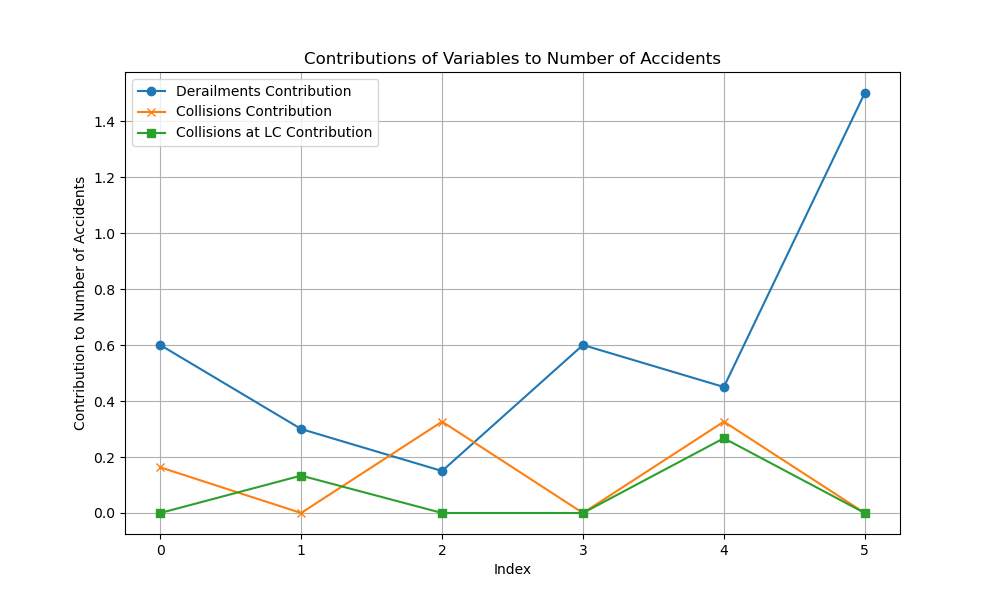 Contributions of Variables to Number of Accidents
Derailments Contribution
Collisions Contribution
Collisions at LC Contribution
Contribution to Number of Accidents
1.4
1.2
1.0
0.8
0.6
0.4
0.2
0.0
0 1 2 3 4 5
Index